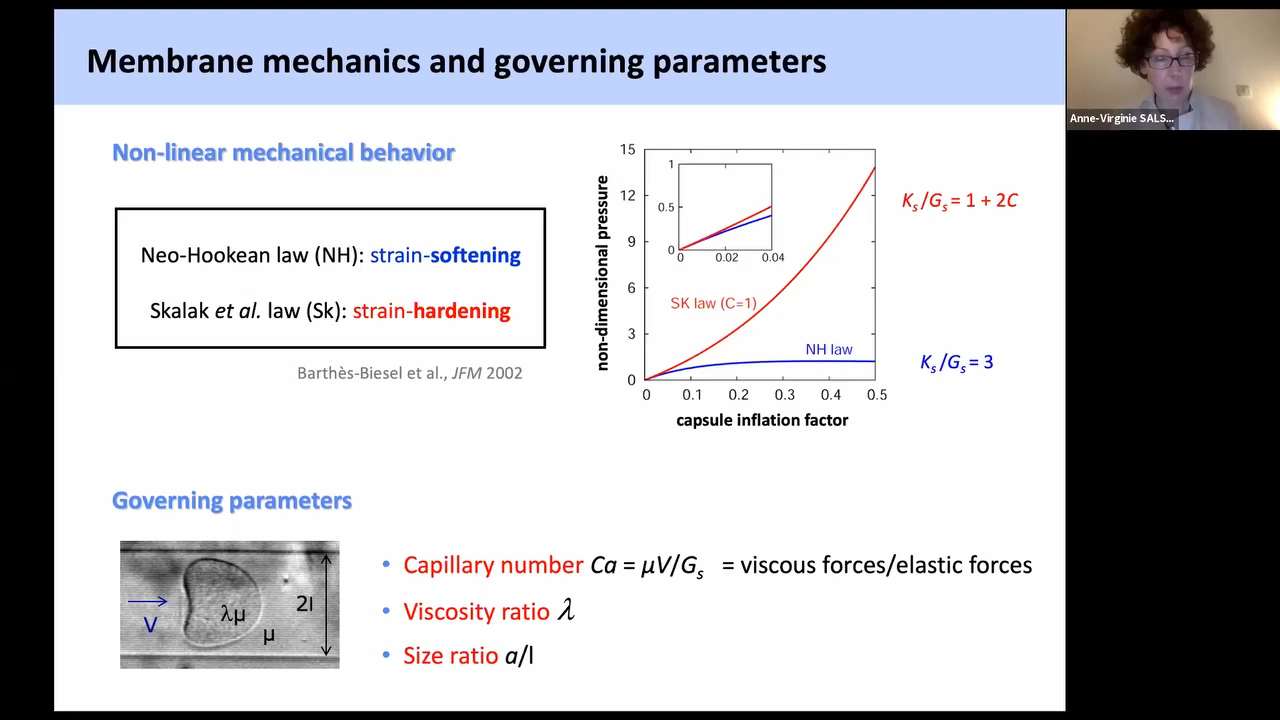 Membrane mechanics and governing parameters
Non-linear mechanical behavior
Neo-Hookean law (NH): strain-softening
Skalak et al. law (Sk): strain-hardening
Barthès-Biesel et al., JFM 2002
non-dimensional pressure
15
12
9
6
3
0
1
0.5
0
0 0.02 0.04
SK law (C=1)
NH law
0 0.1 0.2 0.3 0.4 0.5
capsule inflation factor
Kₛ/Gₛ = 1 + 2C
Kₛ/Gₛ = 3
Governing parameters
V
λμ
μ
2l
• Capillary number Ca = μV/Gₛ = viscous forces/elastic forces
• Viscosity ratio λ
• Size ratio a/l
Anne-Virginie SALS...